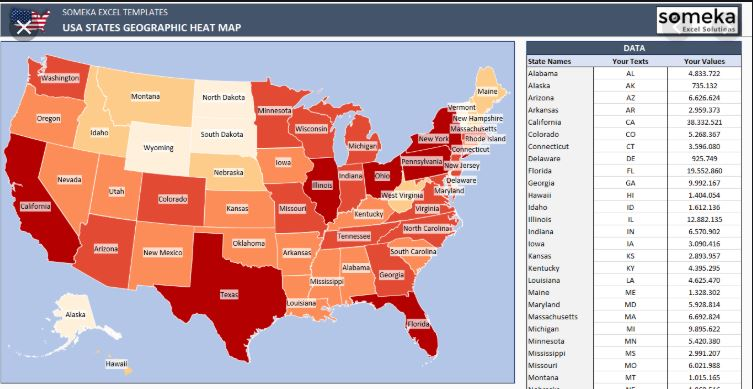 SOMEKA EXCEL TEMPLATES
USA STATES GEOGRAPHIC HEAT MAP
someka
Excel Solutions
Washington
Oregon
California
Idaho
Nevada
Montana
Wyoming
Utah
Arizona
Colorado
New Mexico
North Dakota
South Dakota
Nebraska
Kansas
Oklahoma
Texas
Minnesota
Iowa
Missouri
Arkansas
Louisiana
Wisconsin
Illinois
Michigan
Indiana
Ohio
Kentucky
Tennessee
Mississippi
Alabama
Georgia
Florida
South Carolina
North Carolina
Virginia
West Virginia
Maryland
Delaware
New Jersey
Pennsylvania
New York
Connecticut
Rhode Island
Massachusetts
New Hampshire
Vermont
Maine
Alaska
Hawaii
DATA
State Names Your Texts Your Values
Alabama AL 4.833.722
Alaska AK 735.132
Arizona AZ 6.626.624
Arkansas AR 2.959.373
California CA 38.332.521
Colorado CO 5.268.367
Connecticut CT 3.596.080
Delaware DE 925.749
Florida FL 19.552.860
Georgia GA 9.992.167
Hawaii HI 1.404.054
Idaho ID 1.612.136
Illinois IL 12.882.135
Indiana IN 6.570.902
Iowa IA 3.090.416
Kansas KS 2.893.957
Kentucky KY 4.395.295
Louisiana LA 4.625.470
Maine ME 1.328.302
Maryland MD 5.928.814
Massachusetts MA 6.692.824
Michigan MI 9.895.622
Minnesota MN 5.420.380
Mississippi MS 2.991.207
Missouri MO 6.021.988
Montana MT 1.015.165